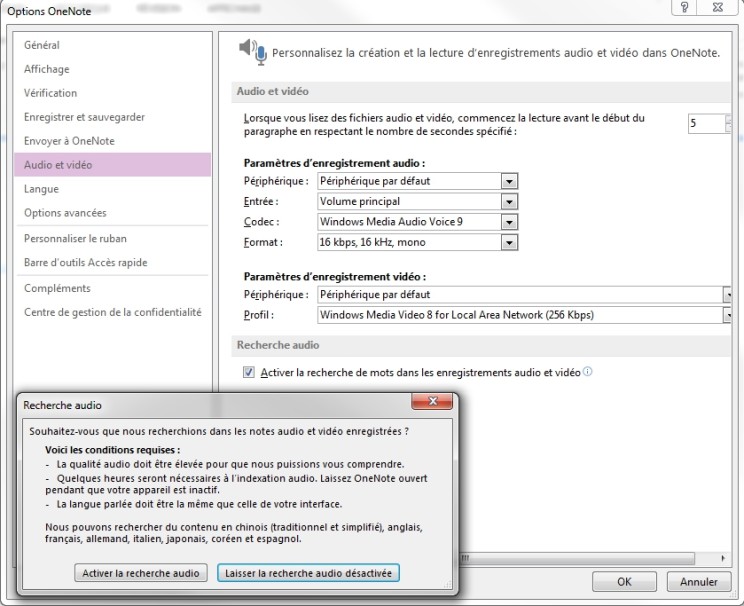 Options OneNote
?
Général
Affichage
Vérification
Enregistrer et sauvegarder
Envoyer à OneNote
Audio et vidéo
Langue
Options avancées
Personnaliser le ruban
Barre d'outils Accès rapide
Compléments
Centre de gestion de la confidentialité
Personnalisez la création et la lecture d'enregistrements audio et vidéo dans OneNote.
Audio et vidéo
Lorsque vous lisez des fichiers audio et vidéo, commencez la lecture avant le début du
paragraphe en respectant le nombre de secondes spécifié :
5
Paramètres d'enregistrement audio :
Périphérique : Périphérique par défaut
Entrée : Volume principal
Codec : Windows Media Audio Voice 9
Format : 16 kbps, 16 kHz, mono
Paramètres d'enregistrement vidéo :
Périphérique : Périphérique par défaut
Profil : Windows Media Video 8 for Local Area Network (256 Kbps)
Recherche audio
Activer la recherche de mots dans les enregistrements audio et vidéo
Recherche audio
Souhaitez-vous que nous recherchions dans les notes audio et vidéo enregistrées ?
Voici les conditions requises :
- La qualité audio doit être élevée pour que nous puissions vous comprendre.
- Quelques heures seront nécessaires à l'indexation audio. Laissez OneNote ouvert
pendant que votre appareil est inactif.
- La langue parlée doit être la même que celle de votre interface.
Nous pouvons rechercher du contenu en chinois (traditionnel et simplifié), anglais,
français, allemand, italien, japonais, coréen et espagnol.
Activer la recherche audio
Laisser la recherche audio désactivée
OK
Annuler